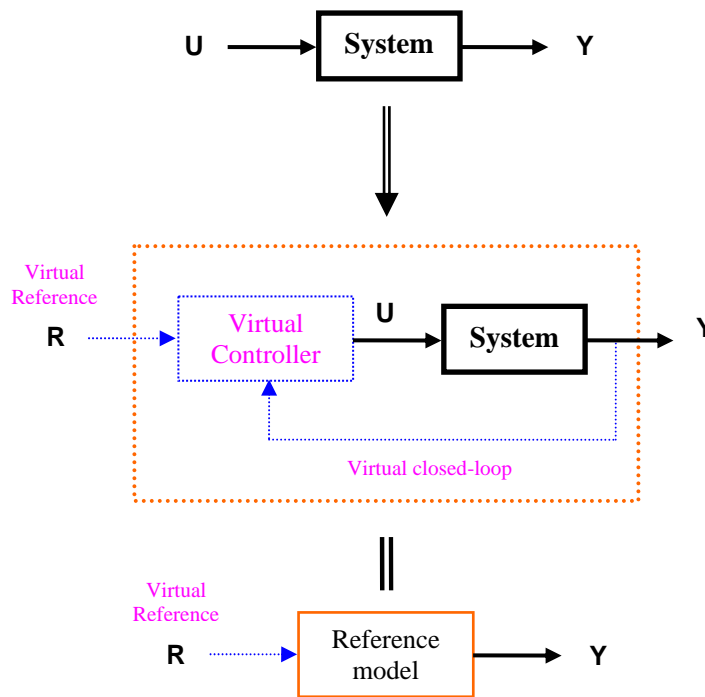 U
System
Y
Virtual
Reference
R
Virtual
Controller
U
System
Y
Virtual closed-loop
Virtual
Reference
R
Reference
model
Y